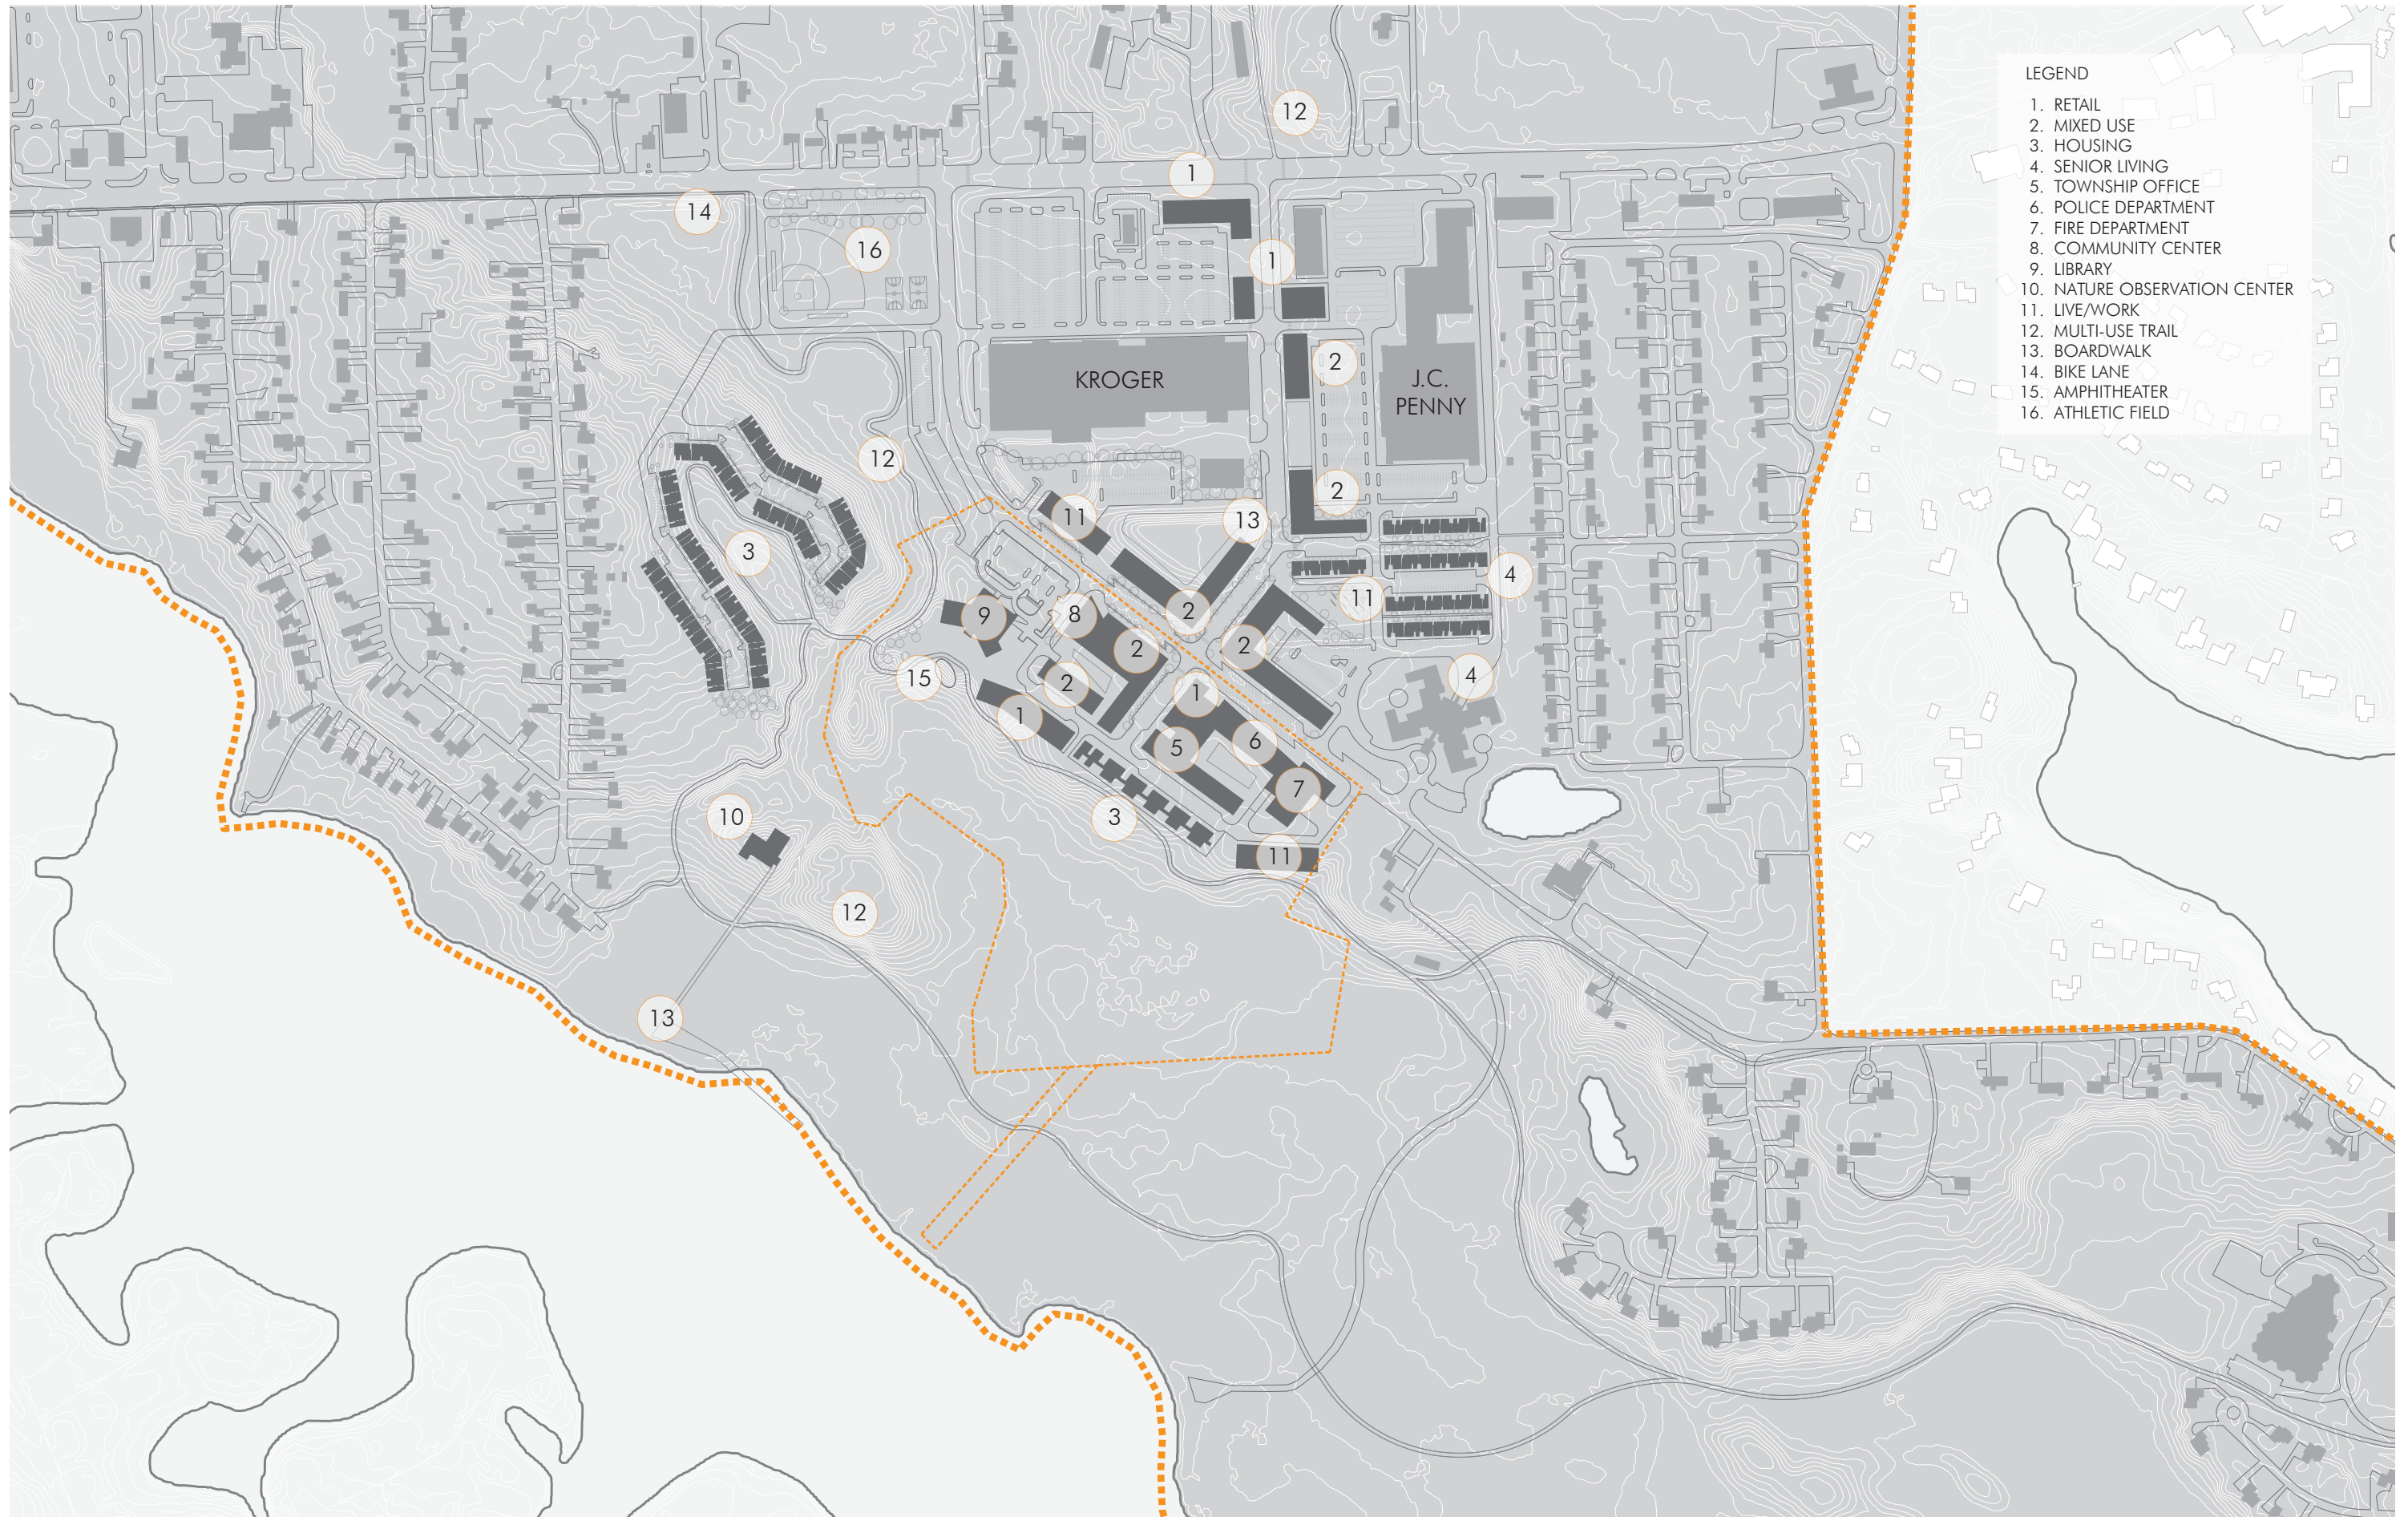 LEGEND
1. RETAIL
2. MIXED USE
3. HOUSING
4. SENIOR LIVING
5. TOWNSHIP OFFICE
6. POLICE DEPARTMENT
7. FIRE DEPARTMENT
8. COMMUNITY CENTER
9. LIBRARY
10. NATURE OBSERVATION CENTER
11. LIVE/WORK
12. MULTI-USE TRAIL
13. BOARDWALK
14. BIKE LANE
15. AMPHITHEATER
16. ATHLETIC FIELD
12
1
14
16
1
2
KROGER
J.C.
PENNY
12
2
11
13
3
4
11
9
8
2
2
2
4
15
2
1
1
5
6
7
10
3
11
12
13